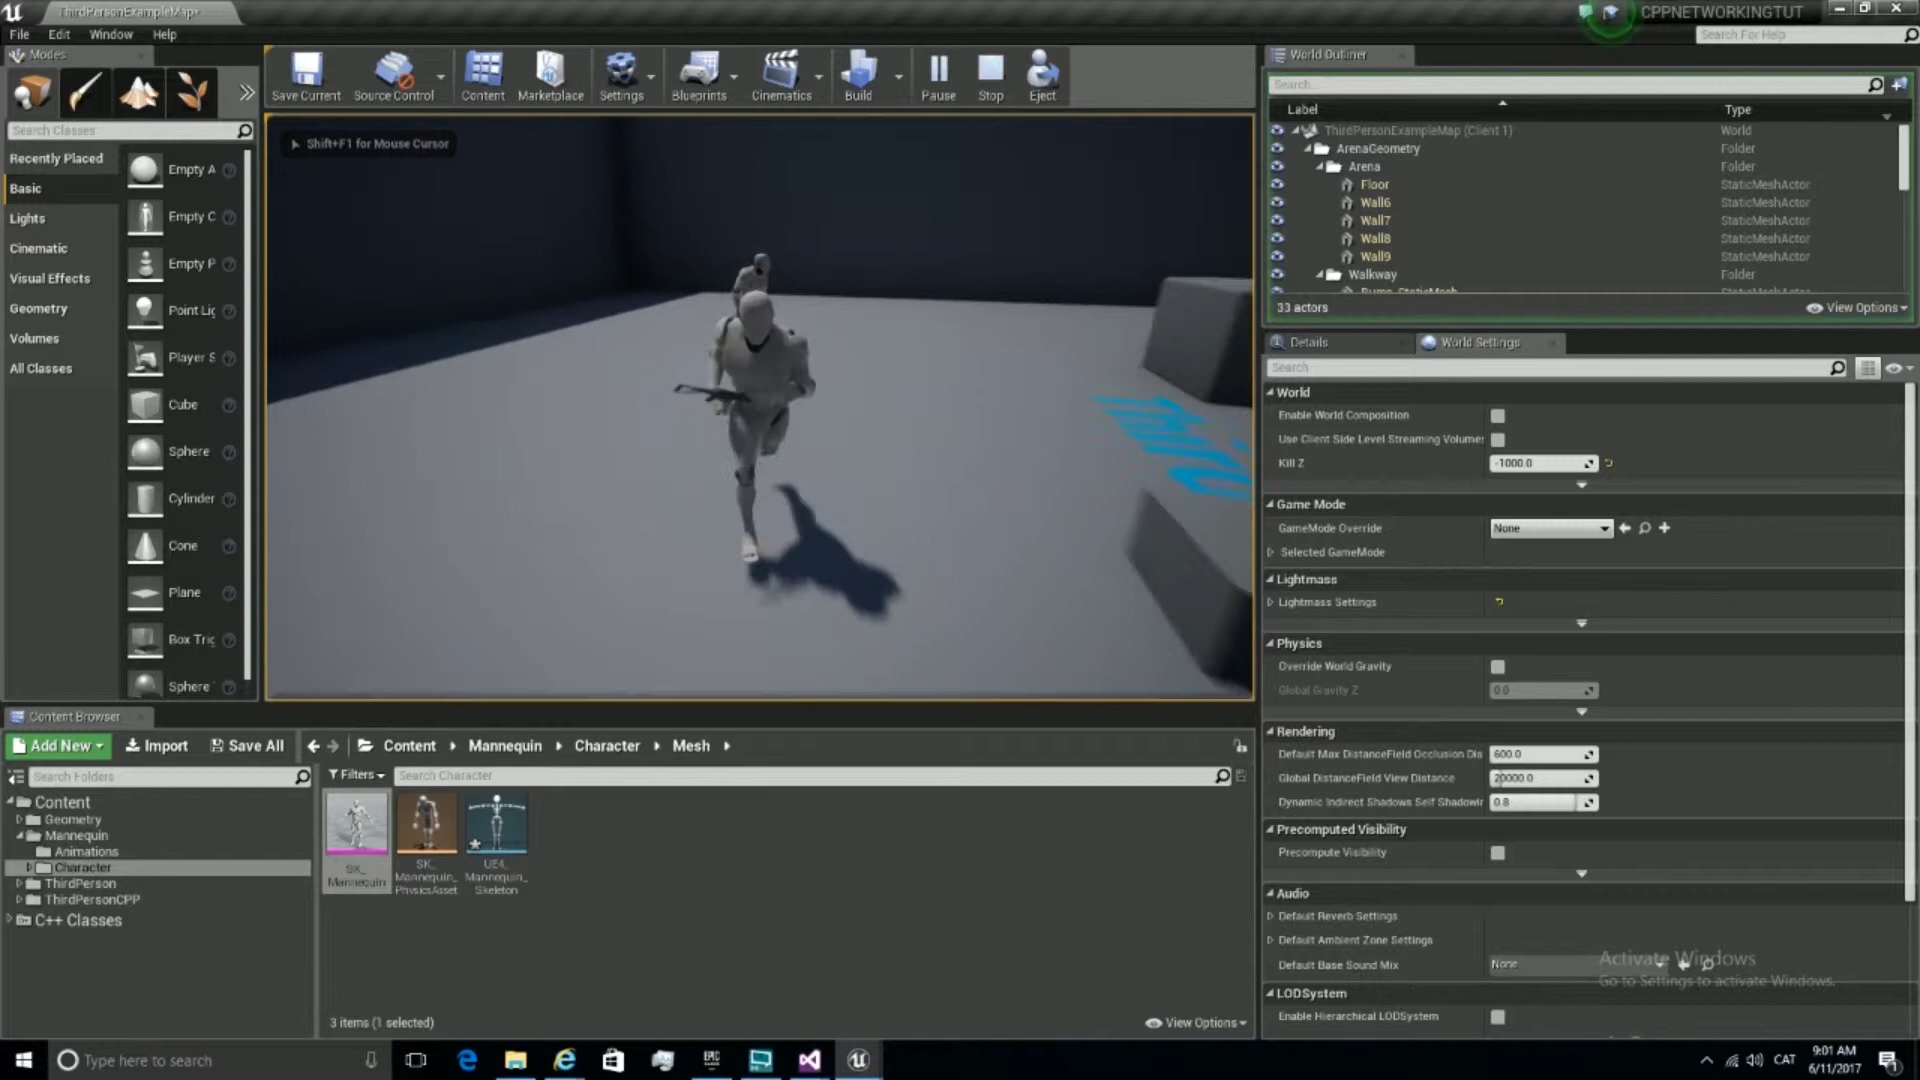 ThirdPersonExampleMap*
CPPNETWORKINGTUT
File Edit Window Help
Search For Help
Modes
Search Classes
Recently Placed
Basic
Lights
Cinematic
Visual Effects
Geometry
Volumes
All Classes
Empty A
Empty C
Empty P
Point Lig
Player S
Cube
Sphere
Cylinder
Cone
Plane
Box Trig
Sphere
Save Current
Source Control
Content
Marketplace
Settings
Blueprints
Cinematics
Build
Pause
Stop
Eject
Shift+F1 for Mouse Cursor
World Outliner
Search...
Label Type
ThirdPersonExampleMap (Client 1) World
ArenaGeometry Folder
Arena Folder
Floor StaticMeshActor
Wall6 StaticMeshActor
Wall7 StaticMeshActor
Wall8 StaticMeshActor
Wall9 StaticMeshActor
Walkway Folder
33 actors View Options
Details World Settings
Search
World
Enable World Composition
Use Client Side Level Streaming Volumes
Kill Z -1000.0
Game Mode
GameMode Override None
Selected GameMode
Lightmass
Lightmass Settings
Physics
Override World Gravity
Global Gravity Z 0.0
Rendering
Default Max DistanceField Occlusion Dis 600.0
Global DistanceField View Distance 20000.0
Dynamic Indirect Shadows Self Shadowin 0.8
Precomputed Visibility
Precompute Visibility
Audio
Default Reverb Settings
Default Ambient Zone Settings
Default Base Sound Mix None
LODSystem
Enable Hierarchical LODSystem
Activate Windows
Go to Settings to activate Windows.
Content Browser
Add New Import Save All Content Mannequin Character Mesh
Search Folders
Filters Search Character
Content
Geometry
Mannequin
Animations
Character
ThirdPerson
ThirdPersonCPP
C++ Classes
SK_
Mannequin
SK_
Mannequin_
PhysicsAsset
UE4_
Mannequin_
Skeleton
3 items (1 selected) View Options
Type here to search
EPIC
CAT
9:01 AM
6/11/2017